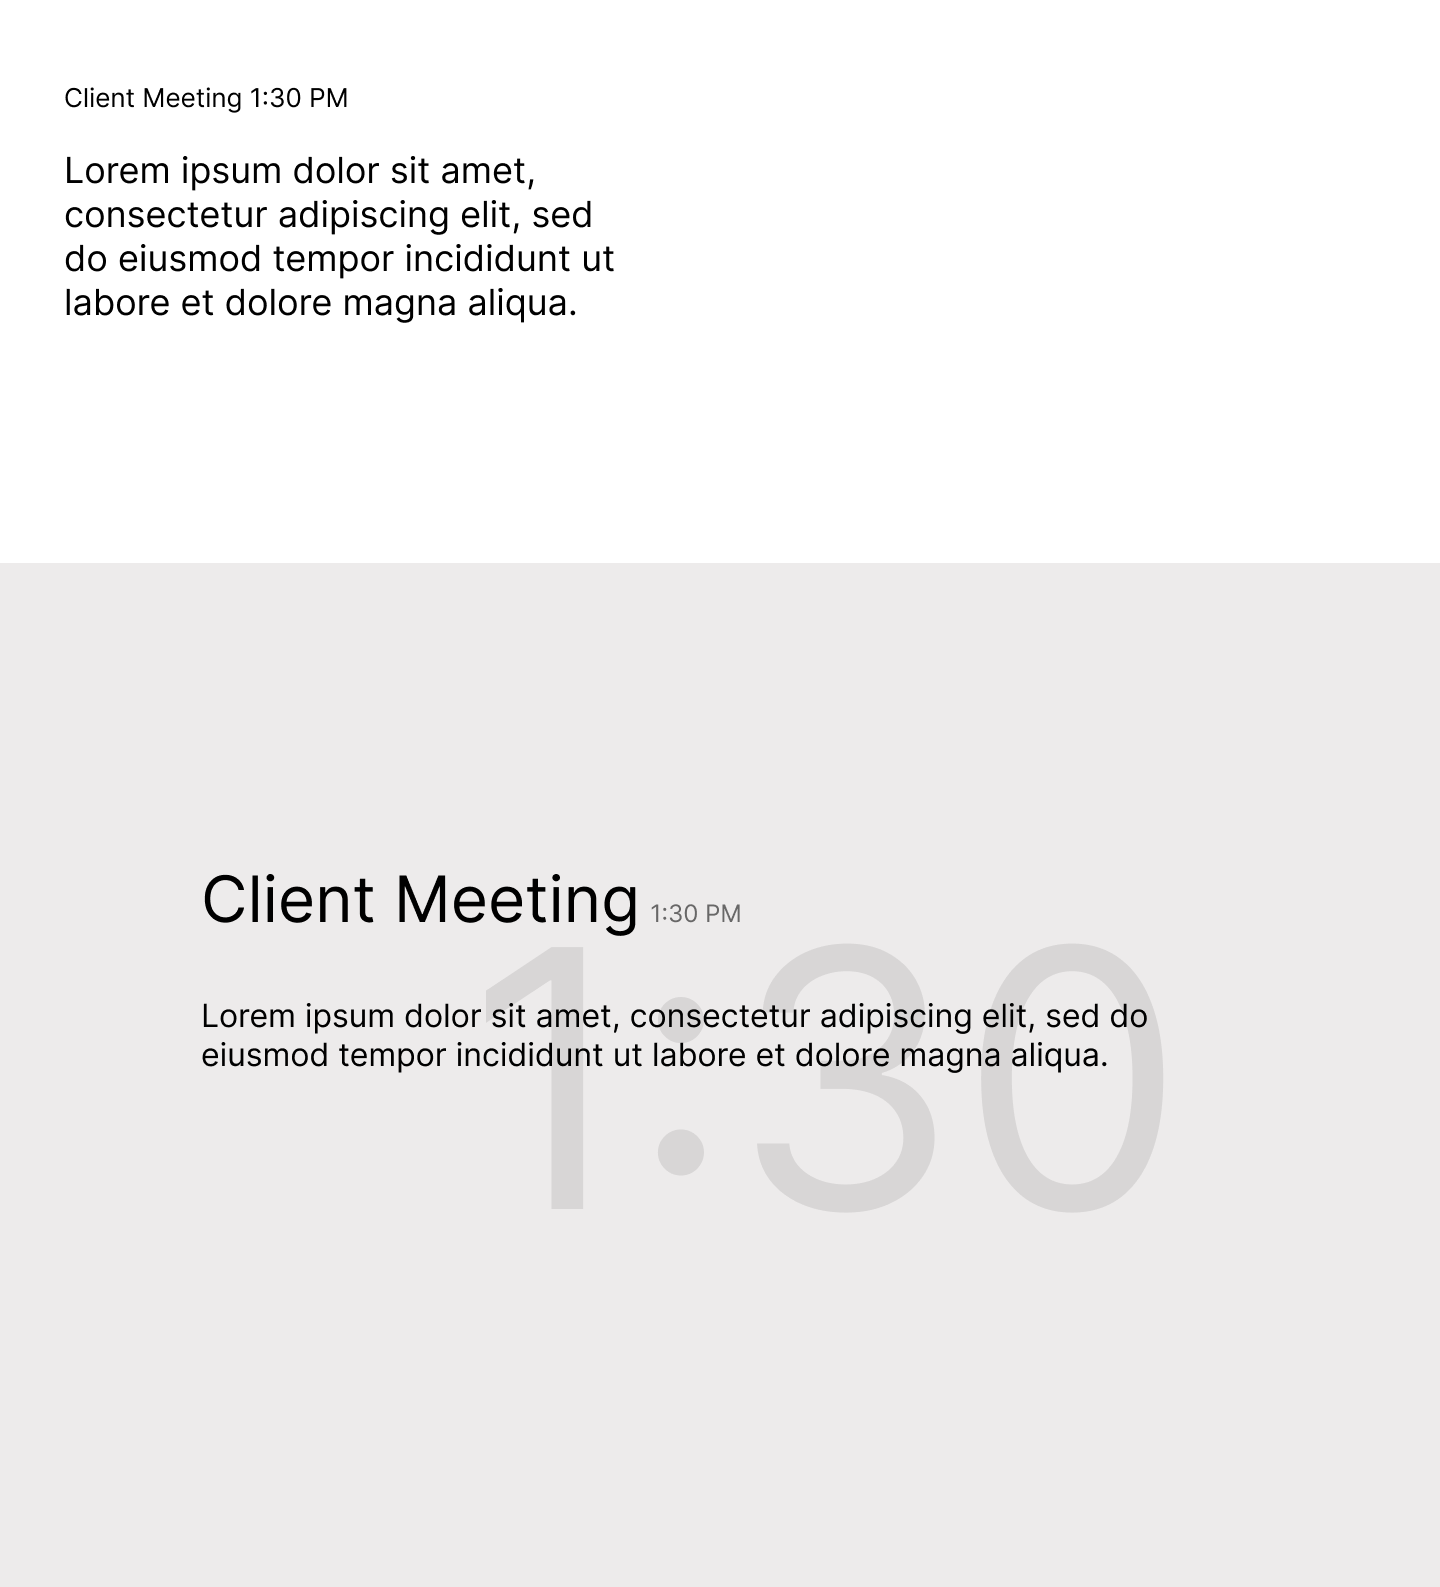 Client Meeting 1:30 PM
Lorem ipsum dolor sit amet,
consectetur adipiscing elit, sed
do eiusmod tempor incididunt ut
labore et dolore magna aliqua.
Client Meeting 1:30 PM
1:30
Lorem ipsum dolor sit amet, consectetur adipiscing elit, sed do
eiusmod tempor incididunt ut labore et dolore magna aliqua.